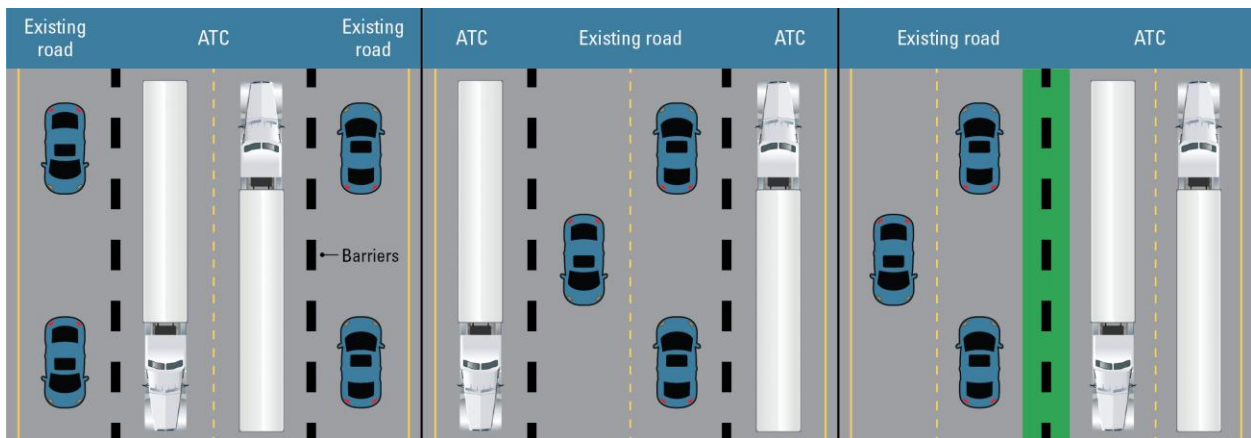 Existing
road
ATC
Existing
road
ATC
Existing road
ATC
Existing road
ATC
Barriers